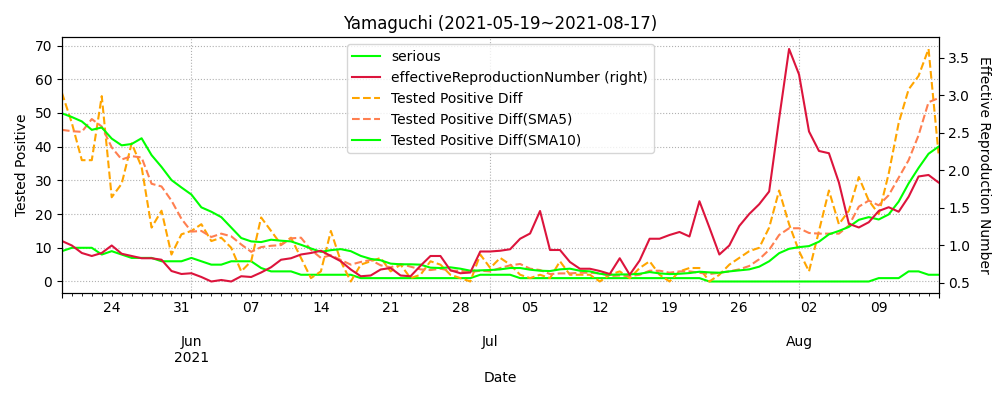 Yamaguchi (2021-05-19~2021-08-17)
serious
effectiveReproductionNumber (right)
Tested Positive Diff
Tested Positive Diff(SMA5)
Tested Positive Diff(SMA10)
Tested Positive
70
60
50
40
30
20
10
0
Effective Reproduction Number
3.5
3.0
2.5
2.0
1.5
1.0
0.5
24 31 07 14 21 28 05 12 19 26 02 09
Jun Jul Aug
2021
Date